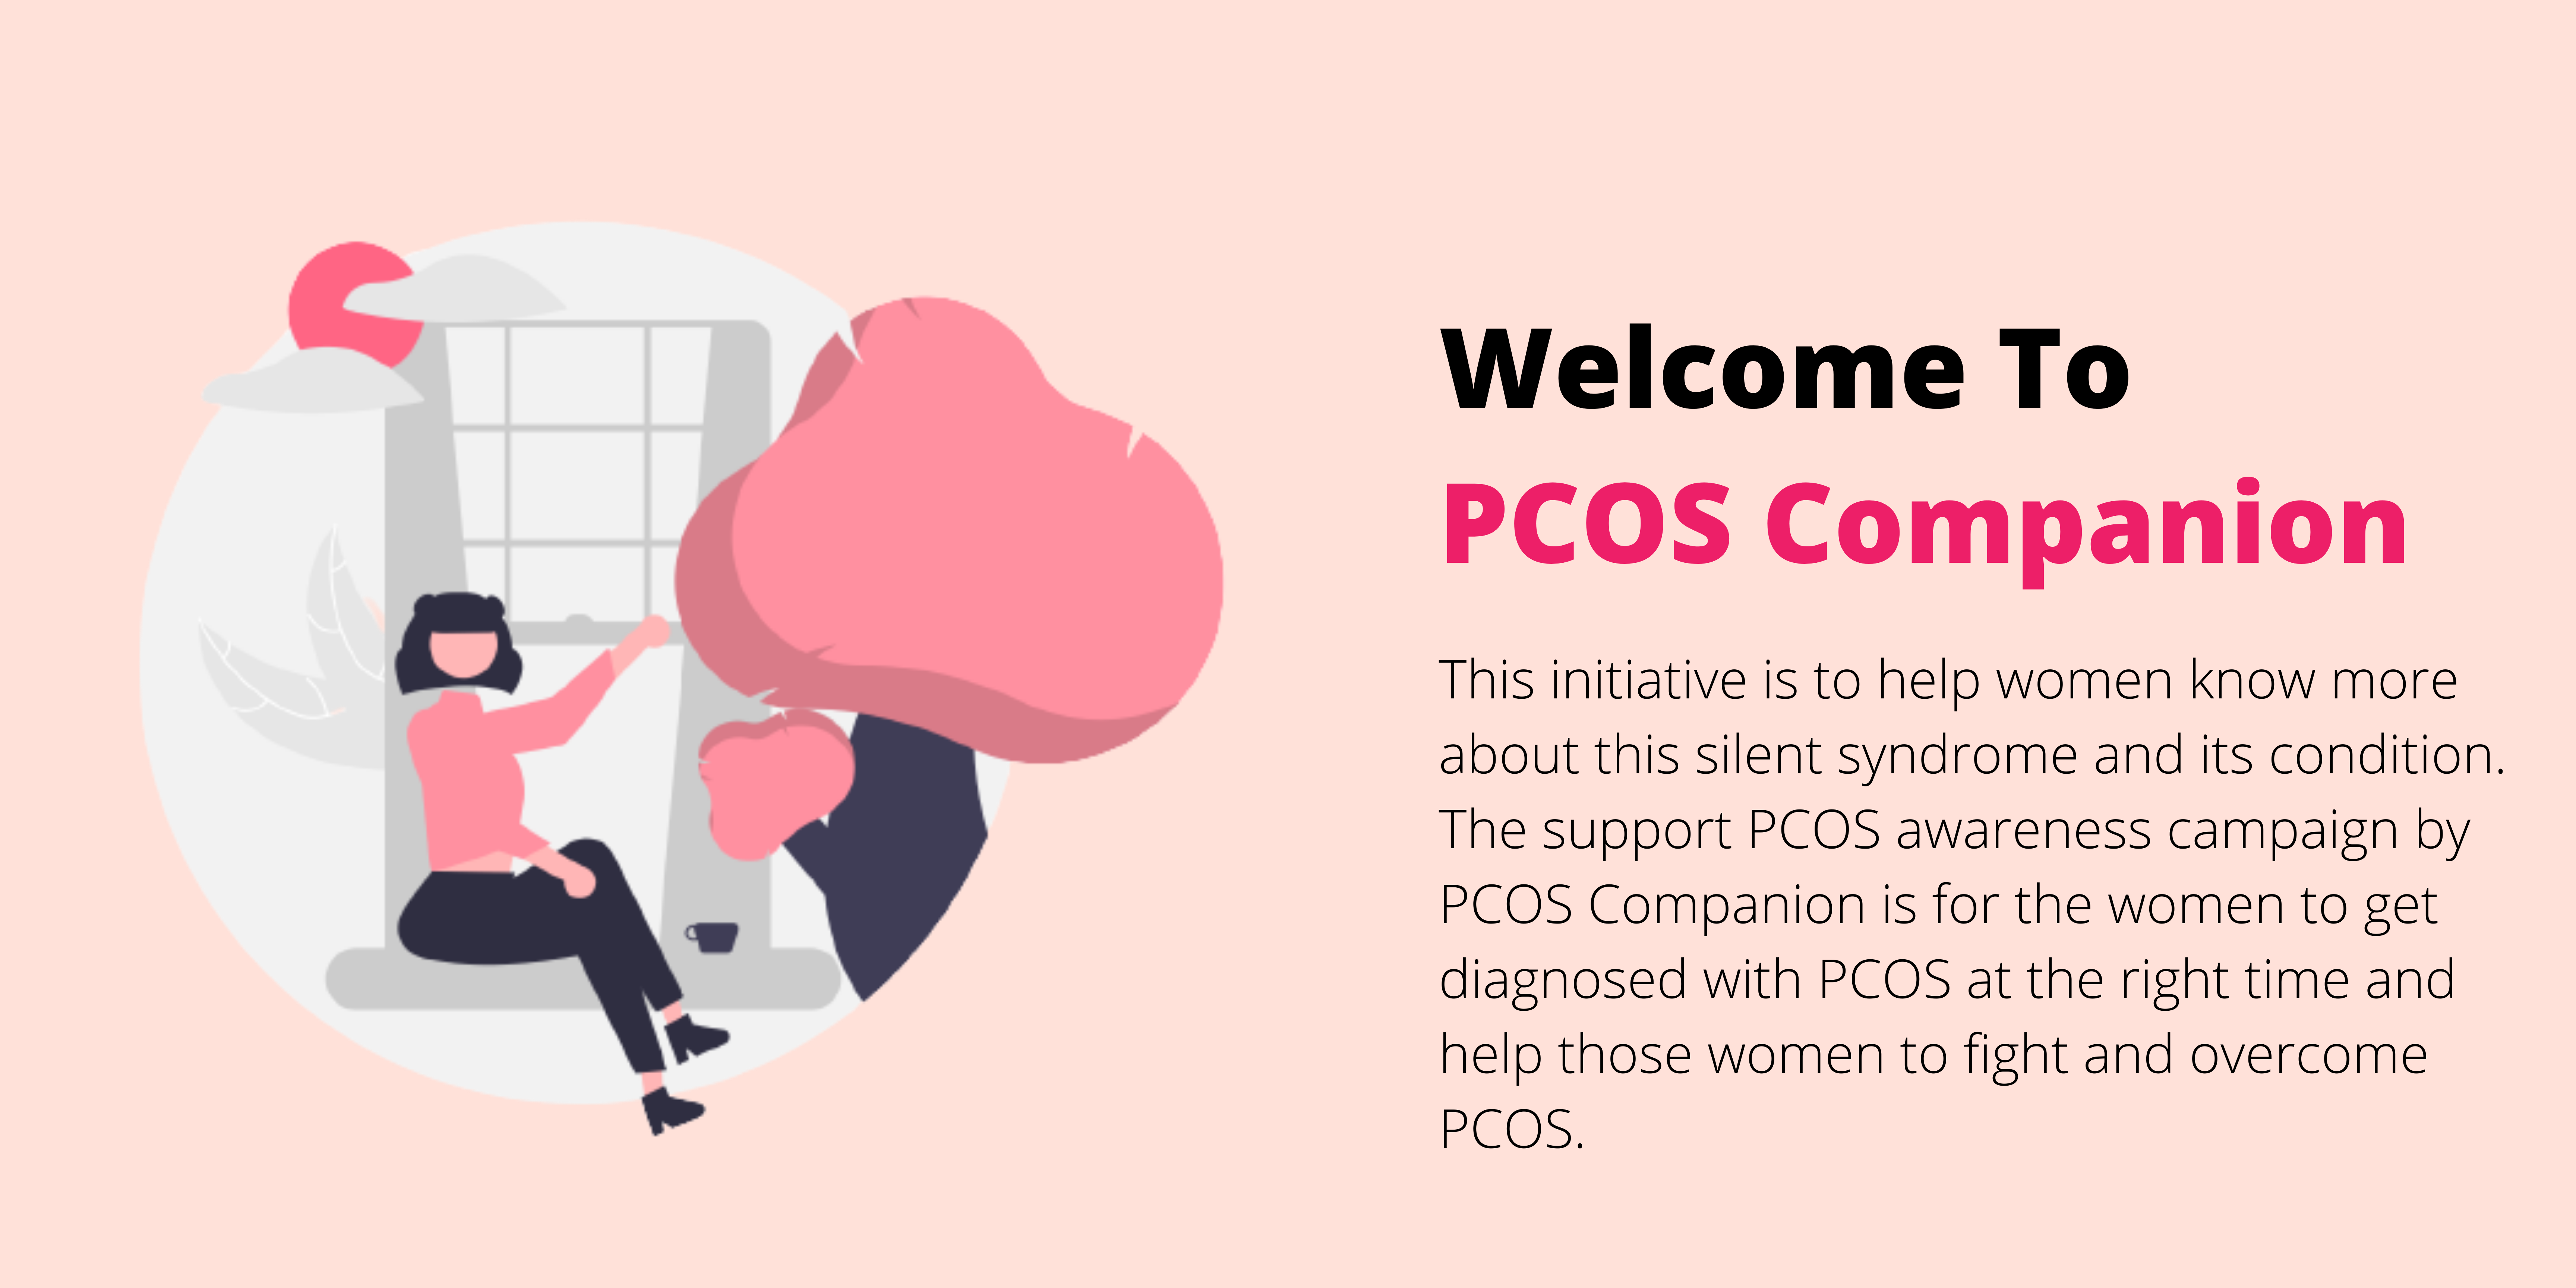 Welcome To
PCOS Companion
This initiative is to help women know more
about this silent syndrome and its condition.
The support PCOS awareness campaign by
PCOS Companion is for the women to get
diagnosed with PCOS at the right time and
help those women to fight and overcome
PCOS.